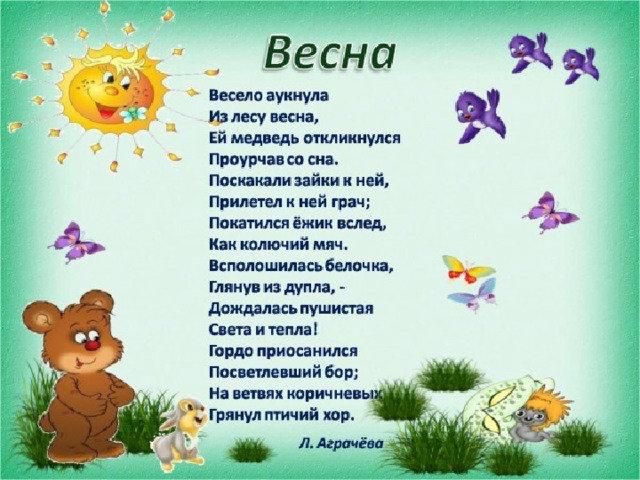 Весна
Весело аукнула
Из лесу весна,
Ей медведь откликнулся
Проурчав со сна.
Поскакали зайки к ней,
Прилетел к ней грач;
Покатился ёжик вслед,
Как колючий мяч.
Всполошилась белочка,
Глянув из дупла, -
Дождалась пушистая
Света и тепла!
Гордо приосанился
Посветлевший бор;
На ветвях коричневых
Грянул птичий хор.
Л. Аграчёва